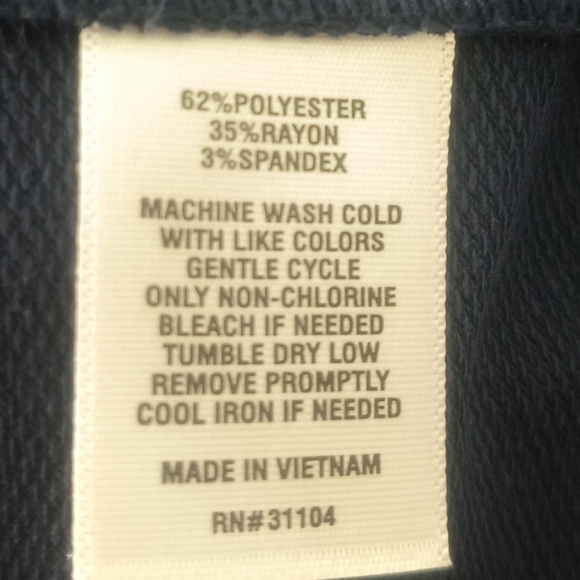 62%POLYESTER
35%RAYON
3%SPANDEX
MACHINE WASH COLD
WITH LIKE COLORS
GENTLE CYCLE
ONLY NON-CHLORINE
BLEACH IF NEEDED
TUMBLE DRY LOW
REMOVE PROMPTLY
COOL IRON IF NEEDED
MADE IN VIETNAM
RN#31104